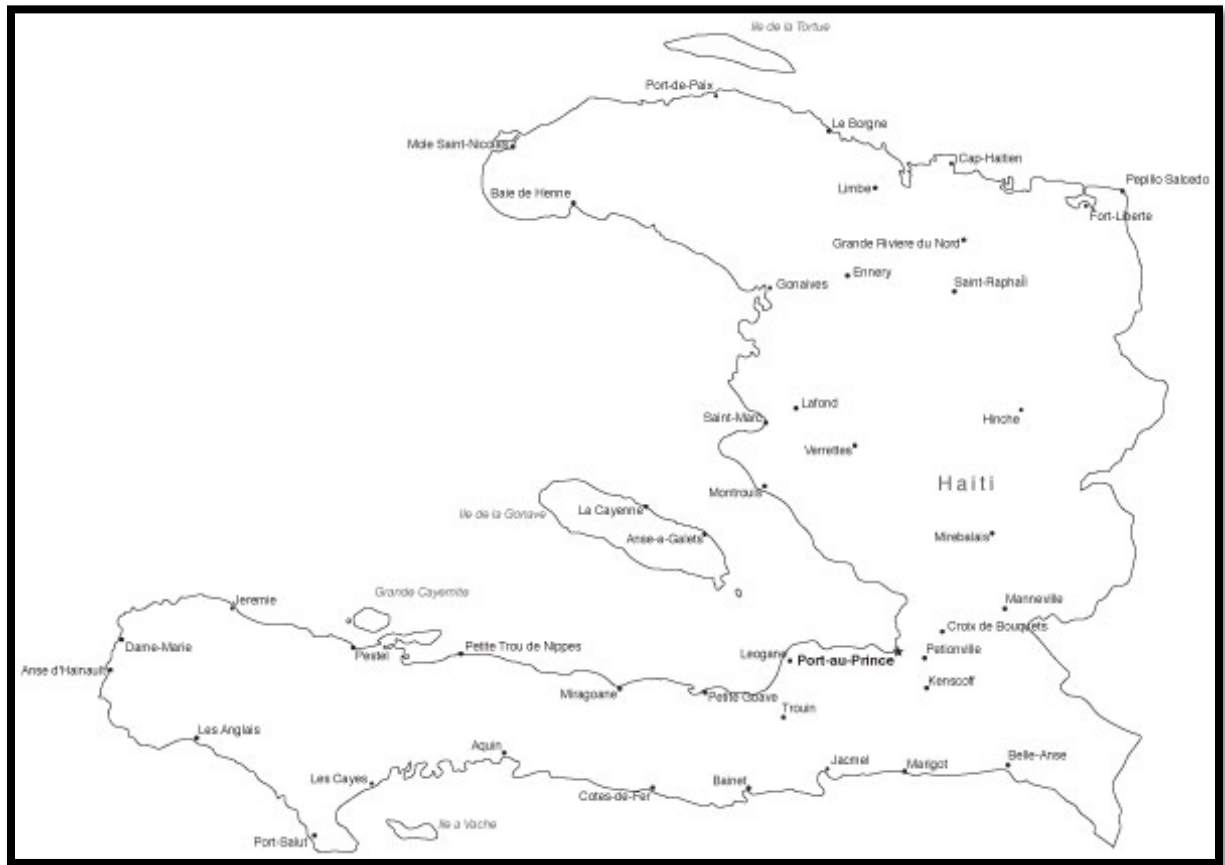 Ile de la Tortue
Port-de-Paix
Le Borgne
Mole Saint-Nicolas
Cap-Haitien
Pepillo Salcedo
Limbe
Baie de Henne
Fort-Liberte
Grande Riviere du Nord
Ennery
Saint-Raphaîl
Gonaives
Lafond
Saint-Marc
Hinche
Verrettes
Haiti
Montrouis
La Cayenne
Ile de la Gonave
Anse-a-Galets
Mirebalais
Grande Cayemite
Jeremie
Manneville
Croix de Bouquets
Dame-Marie
Petite Trou de Nippes
Pestel
Leogane
Port-au-Prince
Petionville
Anse d'Hainault
Kenscoff
Miragoane
Petite Goave
Trouin
Les Anglais
Aquin
Belle-Anse
Jacmel
Marigot
Les Cayes
Bainet
Cotes-de-Fer
Ile a Vache
Port-Salut